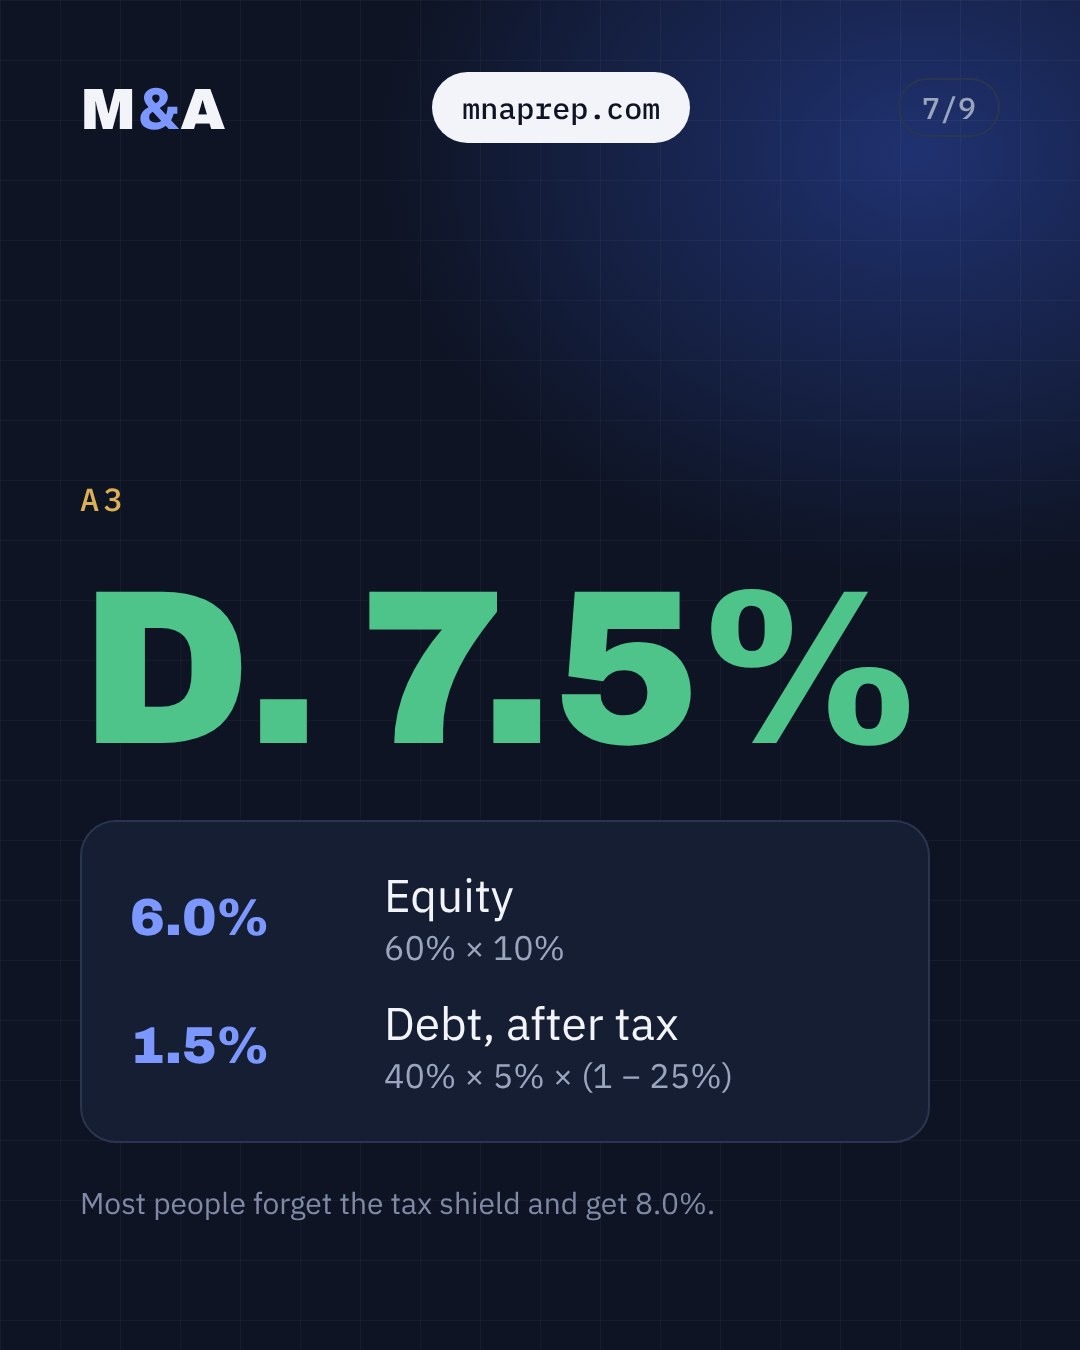 M&A
mnaprep.com
7/9
A3
D. 7.5%
6.0%
Equity
60% × 10%
1.5%
Debt, after tax
40% × 5% × (1 – 25%)
Most people forget the tax shield and get 8.0%.